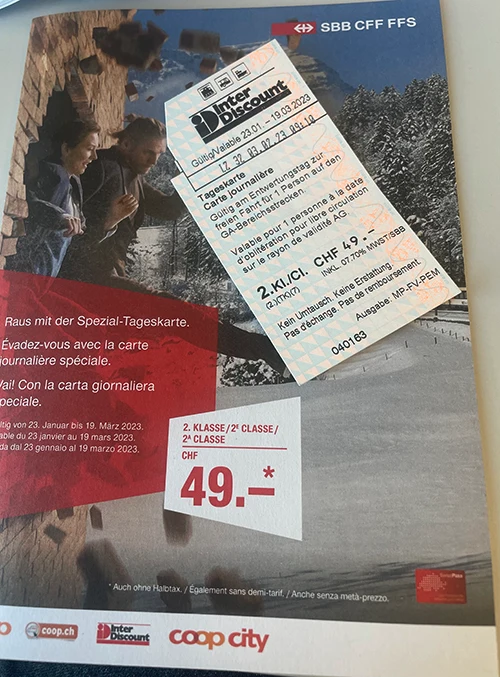 SBB CFF FFS
Inter
Discount
Gültig/Valable 23.01. – 19.03.2023
12 32 03.02.23 09:10
Tageskarte
Carte journalière
Gültig am Entwertungstag zur
freien Fahrt für 1 Person auf den
GA-Bereichsstrecken.
Valable pour 1 personne à la date
d'oblitération pour libre circulation
sur le rayon de validité AG
2.Kl./Cl. CHF 49.–
INKL. 07.70% MWST/SBB
Kein Umtausch. Keine Erstattung.
Pas d'échange. Pas de remboursement.
Ausgabe: MP-FV-PEM
040163
Raus mit der Spezial-Tageskarte.
Évadez-vous avec la carte
journalière spéciale.
Vai! Con la carta giornaliera
speciale.
ltig von 23. Januar bis 19. März 2023.
able du 23 janvier au 19 mars 2023.
da dal 23 gennaio al 19 marzo 2023.
2. KLASSE/2E CLASSE/
2A CLASSE
CHF
49.–*
* Auch ohne Halbtax. / Également sans demi-tarif. / Anche senza metà-prezzo.
coop.ch
Inter
Discount
coop city